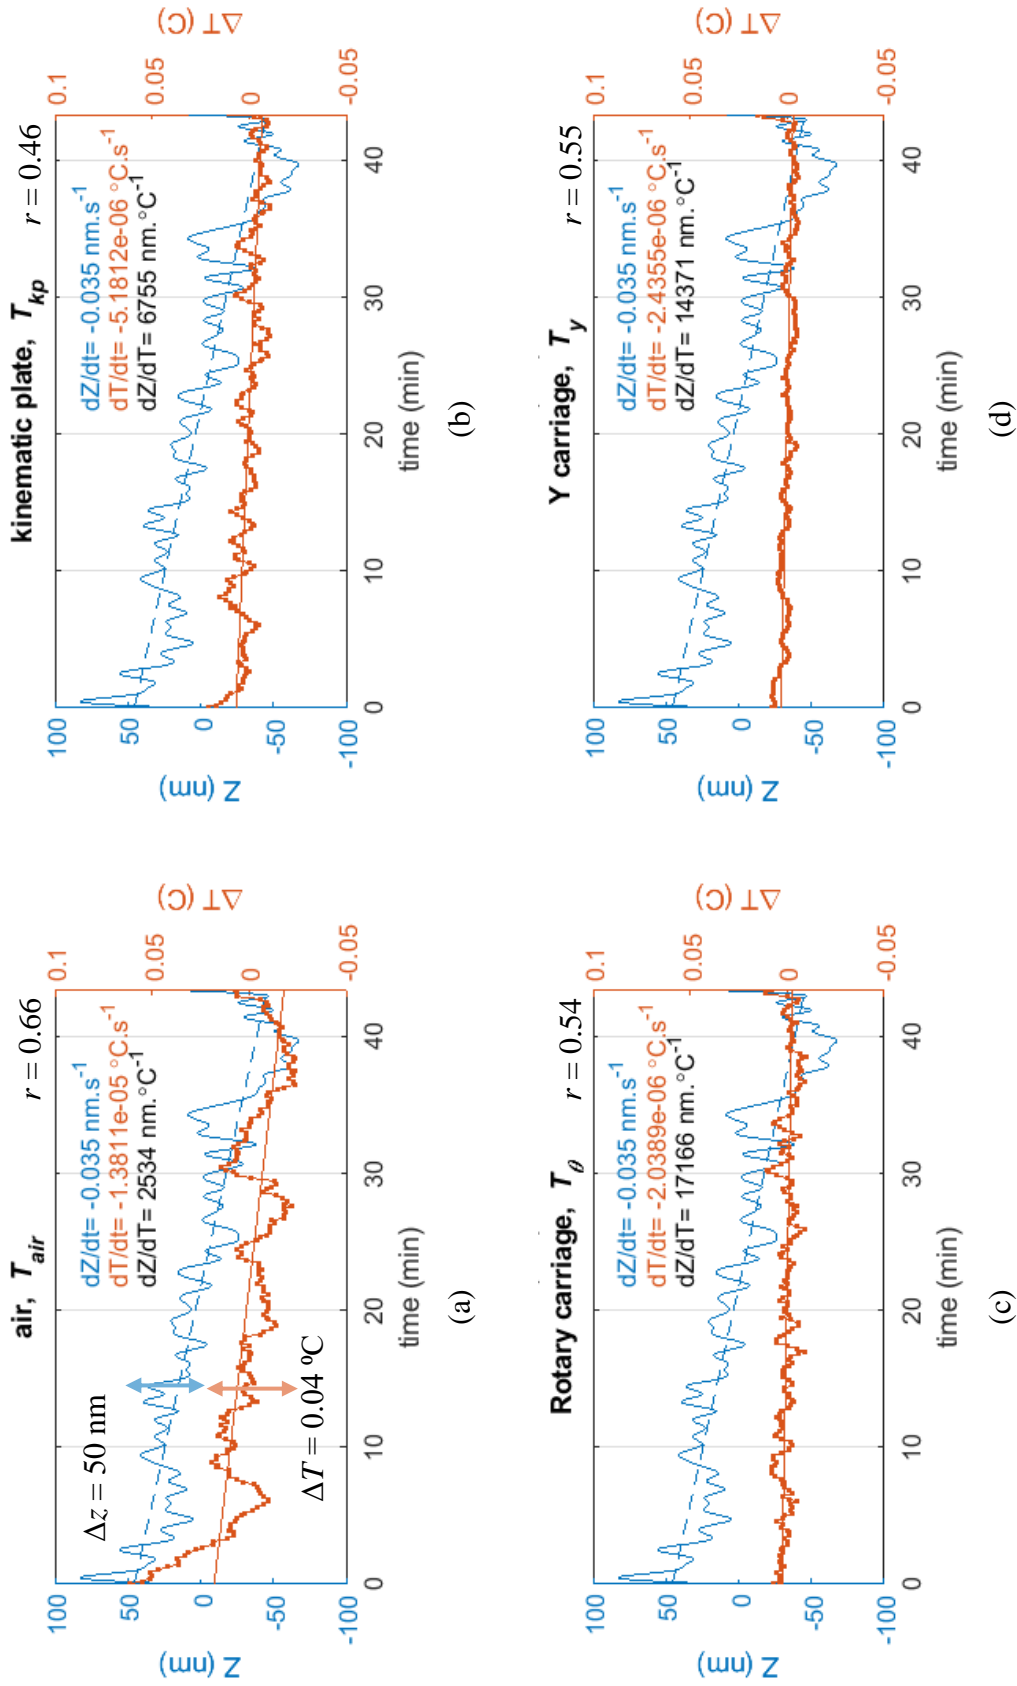 air, T_air
r = 0.66
dZ/dt= -0.035 nm.s^-1
dT/dt= -1.3811e-05 °C.s^-1
dZ/dT= 2534 nm.°C^-1
Δz = 50 nm
ΔT = 0.04 ºC
Z (nm)
100
50
0
-50
-100
ΔT (C)
0.1
0.05
0
-0.05
0 10 20 30 40
time (min)
(a)
kinematic plate, T_kp
r = 0.46
dZ/dt= -0.035 nm.s^-1
dT/dt= -5.1812e-06 °C.s^-1
dZ/dT= 6755 nm.°C^-1
Z (nm)
100
50
0
-50
-100
ΔT (C)
0.1
0.05
0
-0.05
0 10 20 30 40
time (min)
(b)
Rotary carriage, T_θ
r = 0.54
dZ/dt= -0.035 nm.s^-1
dT/dt= -2.0389e-06 °C.s^-1
dZ/dT= 17166 nm.°C^-1
Z (nm)
100
50
0
-50
-100
ΔT (C)
0.1
0.05
0
-0.05
0 10 20 30 40
time (min)
(c)
Y carriage, T_y
r = 0.55
dZ/dt= -0.035 nm.s^-1
dT/dt= -2.4355e-06 °C.s^-1
dZ/dT= 14371 nm.°C^-1
Z (nm)
100
50
0
-50
-100
ΔT (C)
0.1
0.05
0
-0.05
0 10 20 30 40
time (min)
(d)